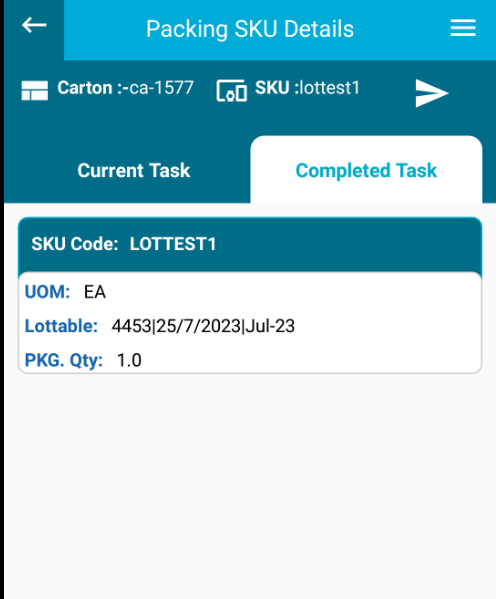 Packing SKU Details
Carton :-ca-1577 SKU :lottest1
Current Task Completed Task
SKU Code: LOTTEST1
UOM: EA
Lottable: 4453|25/7/2023|Jul-23
PKG. Qty: 1.0